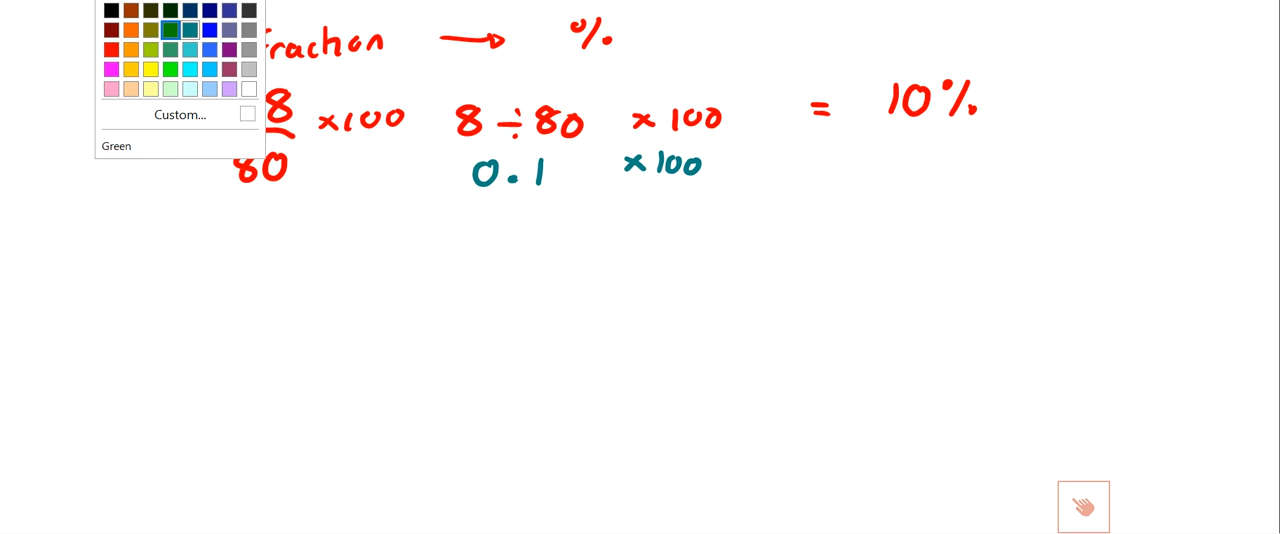 fraction → %
8/80 ×100 8 ÷ 80 × 100 = 10%
0.1 ×100
Custom...
Green